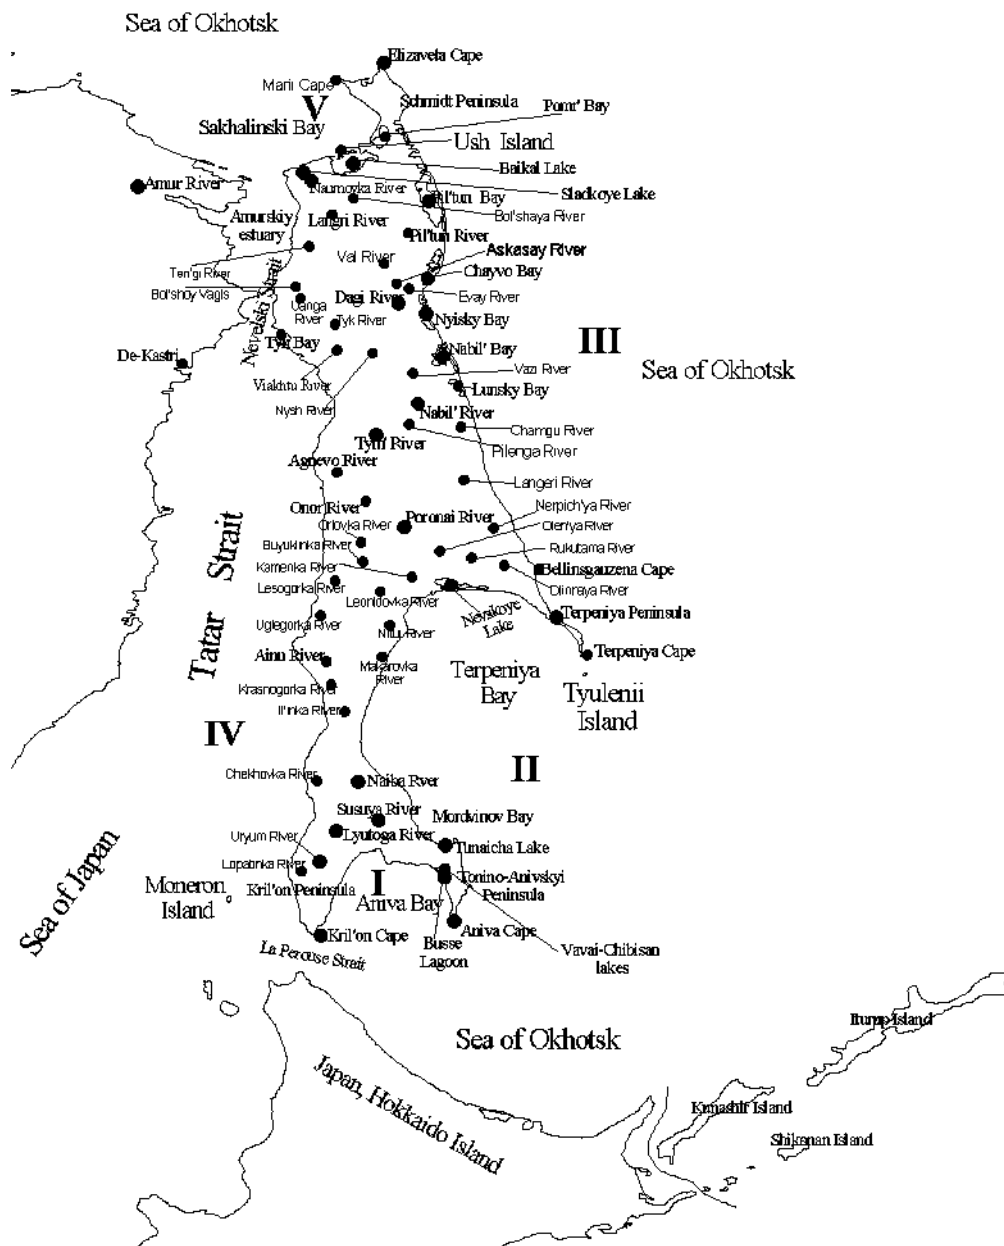 Sea of Okhotsk
Elizaveta Cape
Marii Cape
V
Schmidt Peninsula
Pomr' Bay
Sakhalinski Bay
Ush Island
Baikal Lake
Amur River
Naumovka River
Sladkoye Lake
Pil'tun Bay
Langri River
Bol'shaya River
Amurskiy
estuary
Pil'tun River
Val River
Askasay River
Ten'gi River
Chayvo Bay
Bol'shoy Vagis
Dagi River
Evay River
Uanga
River
Nevelski Strait
Tyk River
Nyisky Bay
III
Tyk Bay
De-Kastri
Nabil' Bay
Sea of Okhotsk
Vazi River
Viakhtu River
Lunsky Bay
Nysh River
Nabil' River
Chamgu River
Tym' River
Pilenga River
Agnevo River
Langeri River
Onor River
Nerpich'ya River
Orlovka River
Poronai River
Olen'ya River
Buyuklinka River
Rukutama River
Kamenka River
Bellinsgauzena Cape
Lesogorka River
Olinnaya River
Leonidovka River
Tatar Strait
Nevskoye
Lake
Terpeniya Peninsula
Uglegorka River
Nitui River
Ainu River
Makarovka
River
Terpeniya Cape
Terpeniya
Bay
Krasnogorka River
Tyulenii
Island
Il'inka River
IV
II
Chekhovka River
Naiba Rver
Susuya River
Mordvinov Bay
Uryum River
Lyutoga River
Tunaicha Lake
Lopatinka River
I
Tonino-Anivskyi
Peninsula
Kril'on Peninsula
Moneron
Island
Aniva Bay
Sea of Japan
Aniva Cape
Kril'on Cape
Busse
Lagoon
Vavai-Chibisan
lakes
La Perouse Strait
Iturup Island
Sea of Okhotsk
Japan, Hokkaido Island
Kunashir Island
Shikotan Island